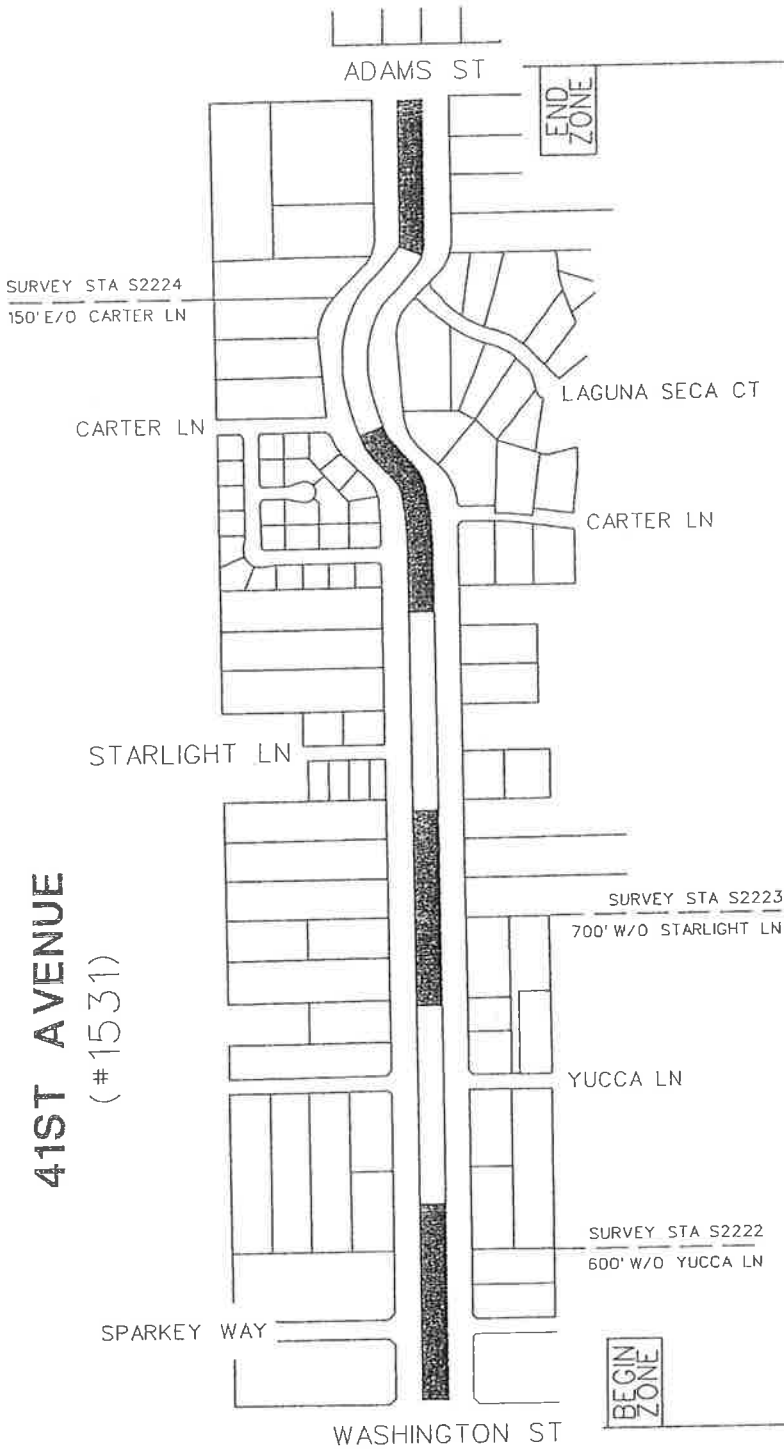 ADAMS ST
END
ZONE
SURVEY STA S2224
150' E/O CARTER LN
LAGUNA SECA CT
CARTER LN
CARTER LN
STARLIGHT LN
41ST AVENUE
(#1531)
SURVEY STA S2223
700' W/O STARLIGHT LN
YUCCA LN
SURVEY STA S2222
600' W/O YUCCA LN
SPARKEY WAY
BEGIN
ZONE
WASHINGTON ST